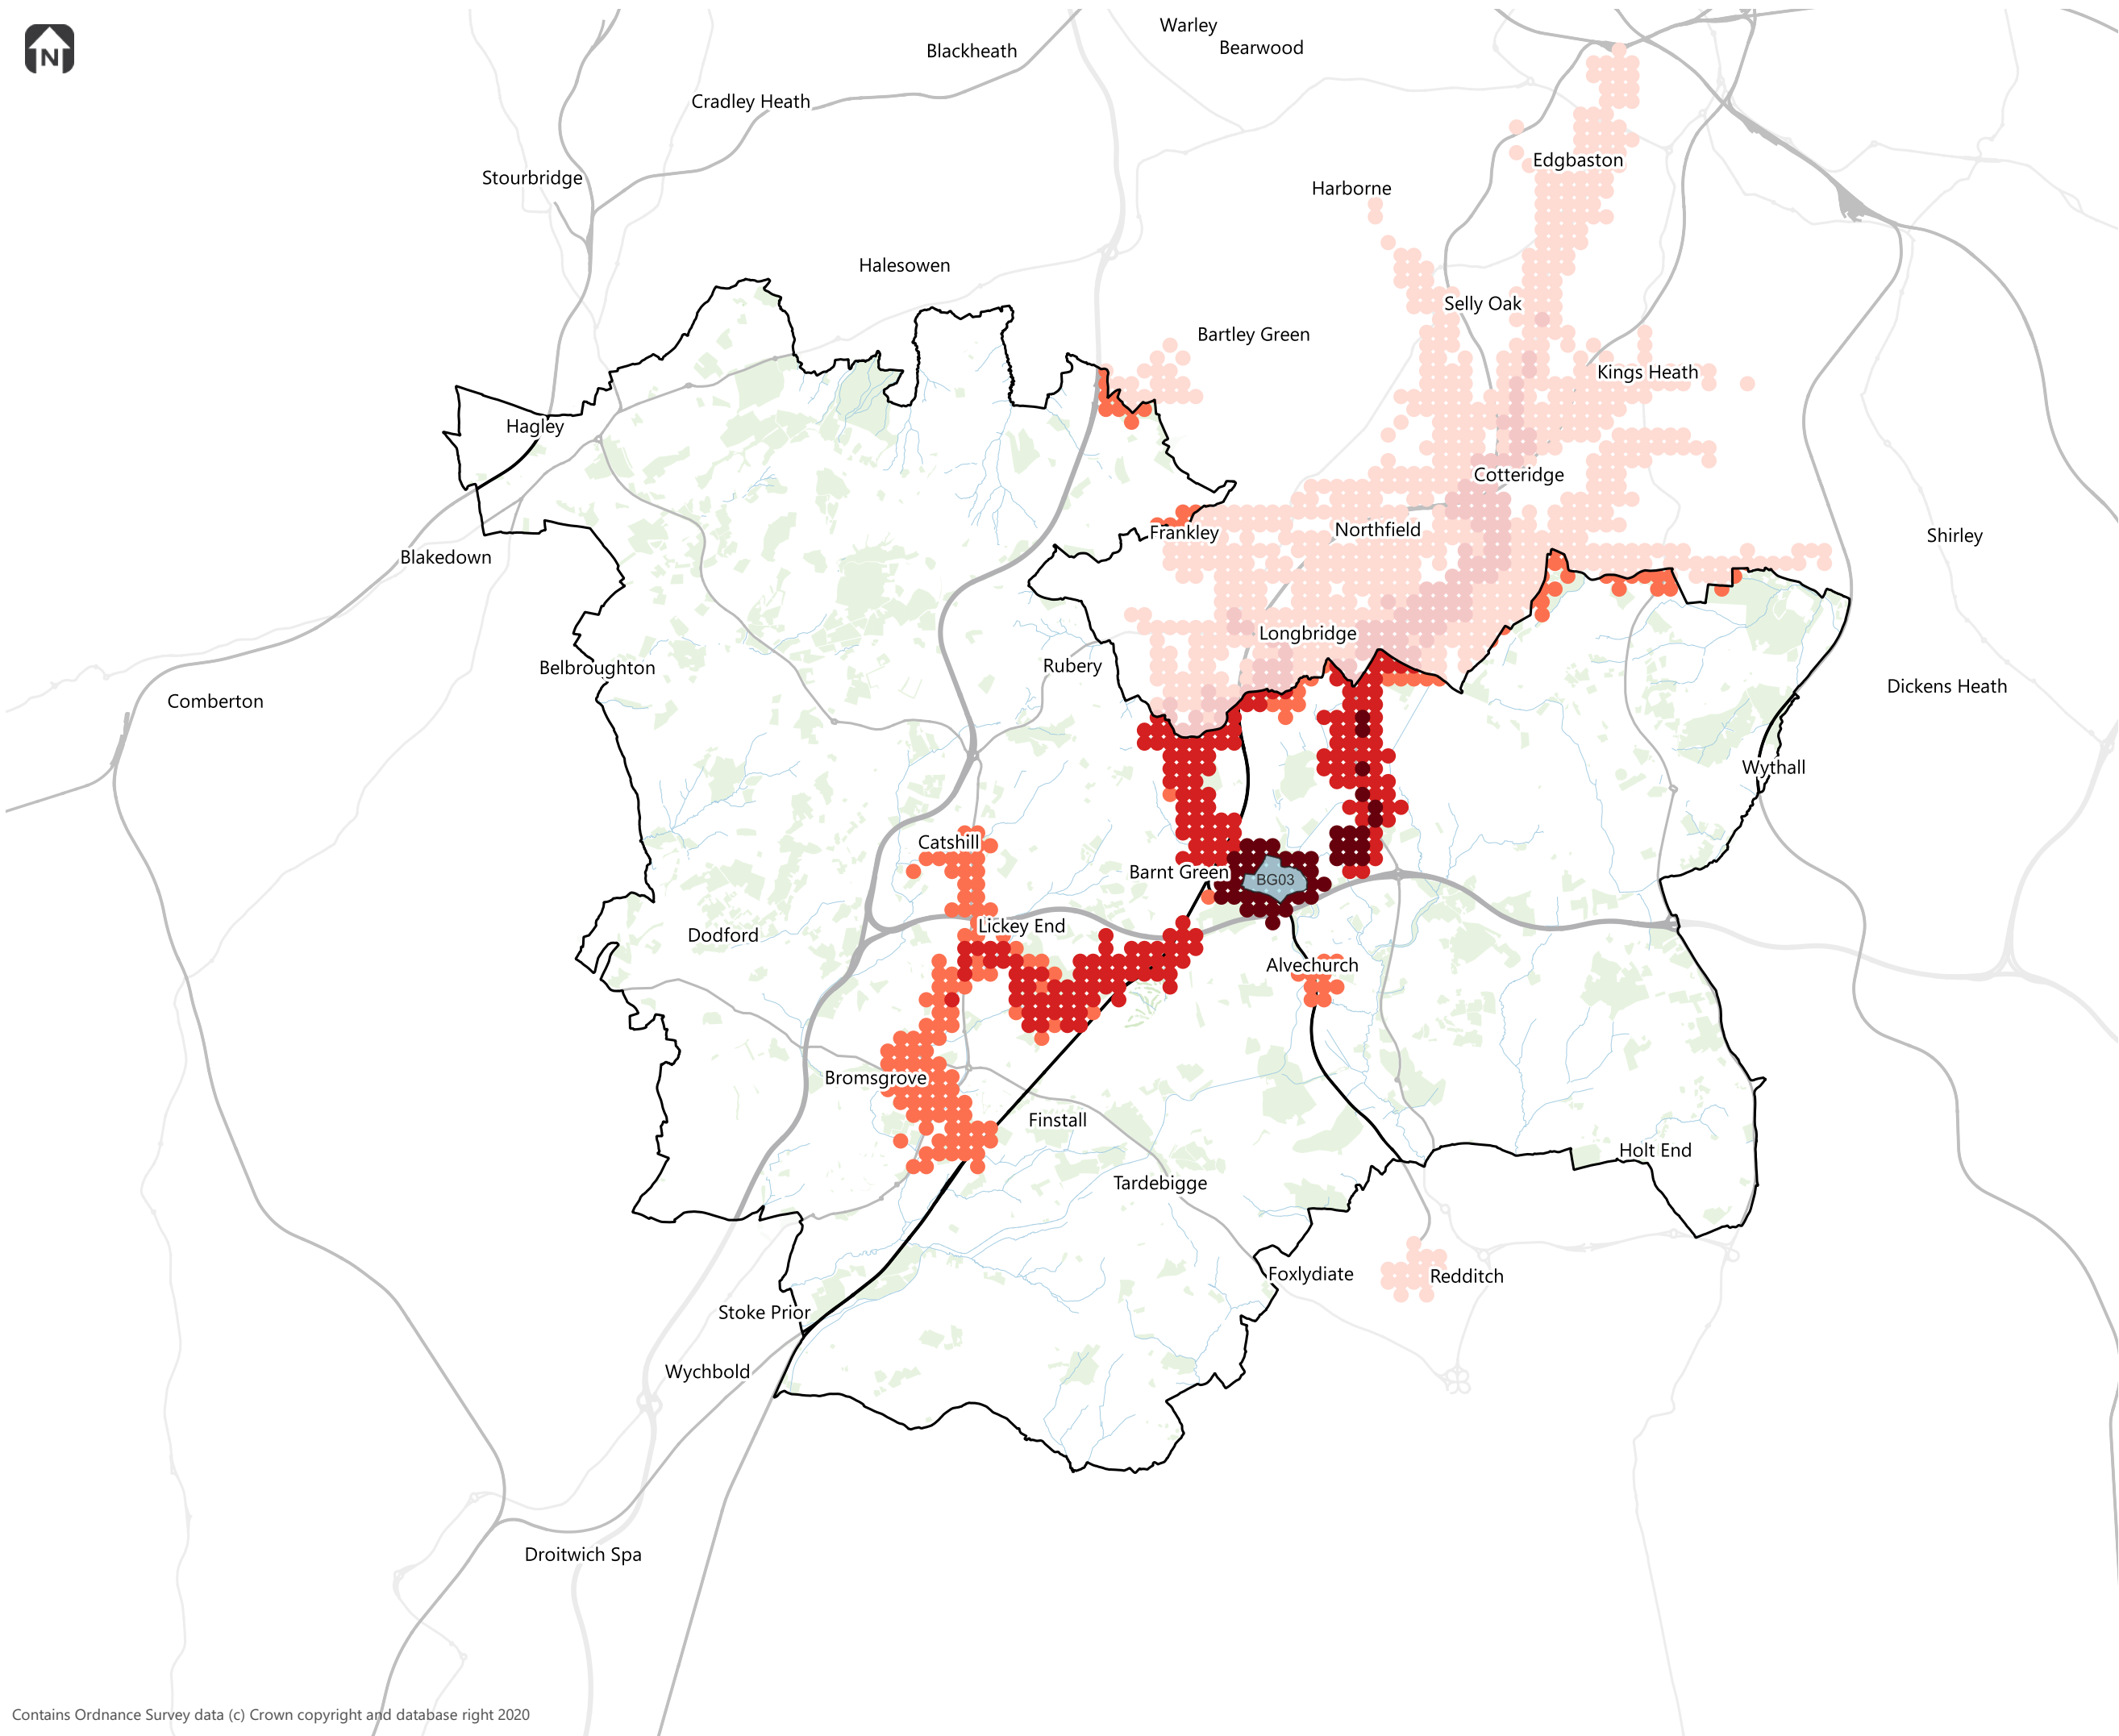 Warley
Bearwood
Blackheath
N
Cradley Heath
Edgbaston
Stourbridge
Harborne
Halesowen
Selly Oak
Bartley Green
Kings Heath
Hagley
Cotteridge
Northfield
Frankley
Shirley
Blakedown
Longbridge
Rubery
Belbroughton
Dickens Heath
Comberton
Wythall
Catshill
Barnt Green
BG03
Lickey End
Dodford
Alvechurch
Bromsgrove
Finstall
Holt End
Tardebigge
Foxlydiate
Redditch
Stoke Prior
Wychbold
Droitwich Spa
Contains Ordnance Survey data (c) Crown copyright and database right 2020